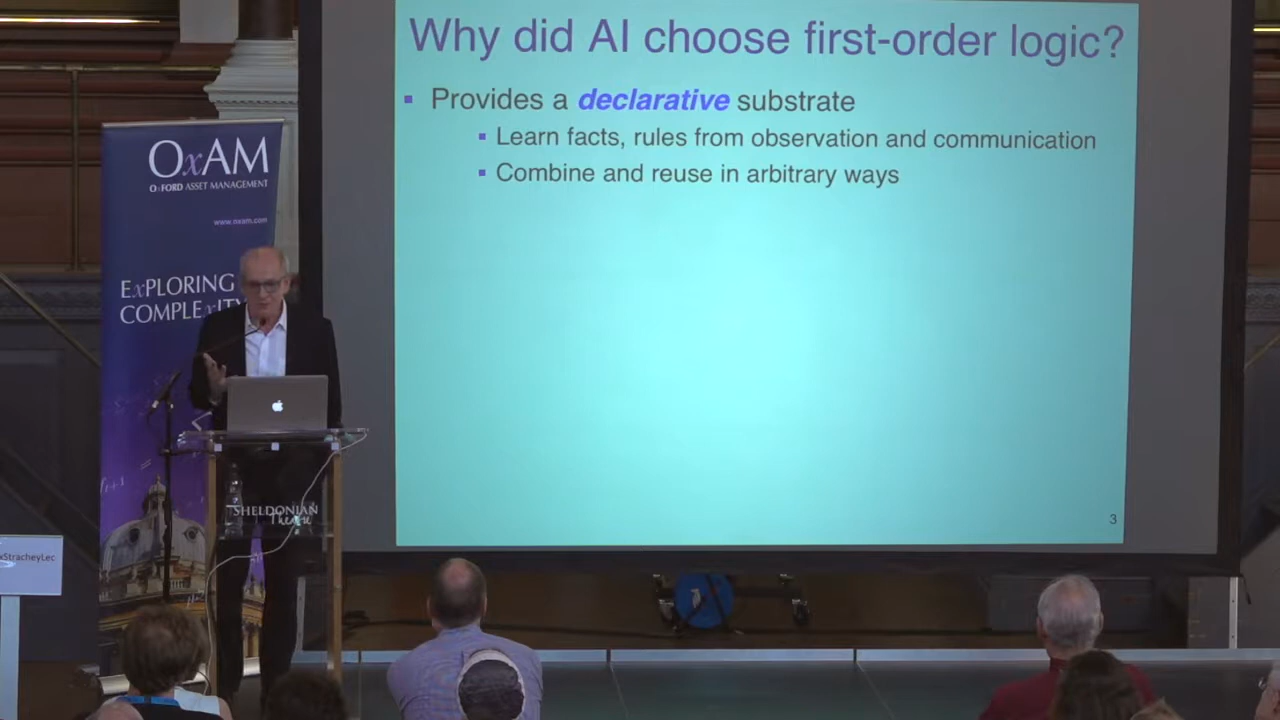 Why did AI choose first-order logic?
▪ Provides a declarative substrate
▪ Learn facts, rules from observation and communication
▪ Combine and reuse in arbitrary ways
3
OxAM
OxFORD ASSET MANAGEMENT
www.oxam.com
ExPLORING
COMPLExITY
SHELDONIAN
Theatre
xStracheyLec